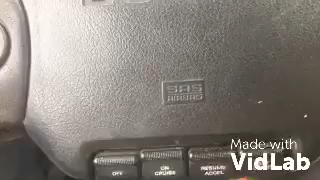 SRS
AIRBAG
Made with
VidLab
OFF
ON
CRUISE
RESUME
ACCEL